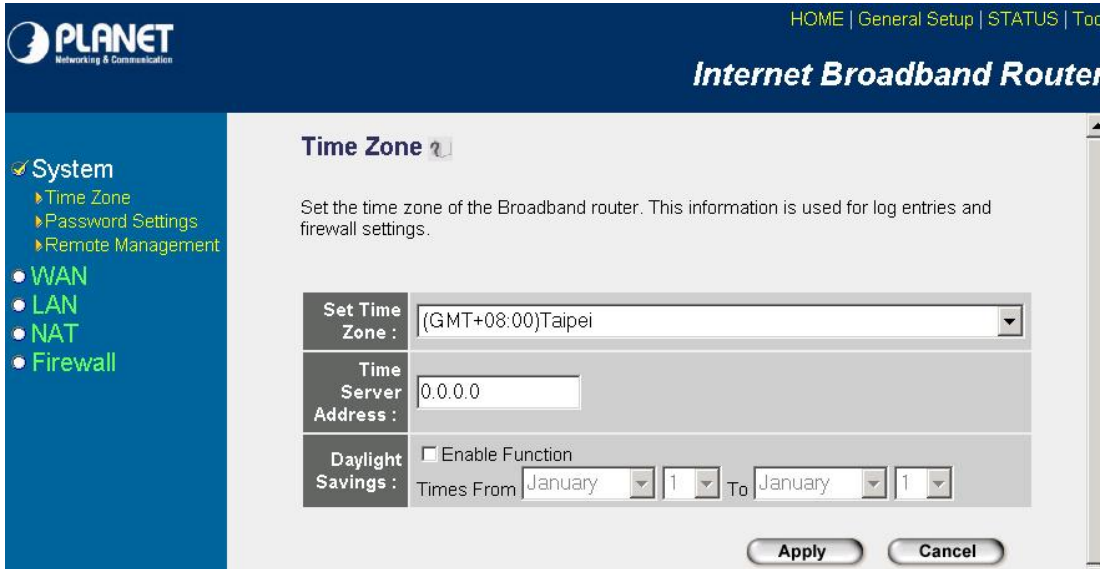 PLANET
Networking & Communication
HOME | General Setup | STATUS | Too
Internet Broadband Router
System
Time Zone
Password Settings
Remote Management
WAN
LAN
NAT
Firewall
Time Zone
Set the time zone of the Broadband router. This information is used for log entries and
firewall settings.
Set Time
Zone :
(GMT+08:00)Taipei
Time
Server
Address :
0.0.0.0
Daylight
Savings :
Enable Function
Times From January 1 To January 1
Apply
Cancel